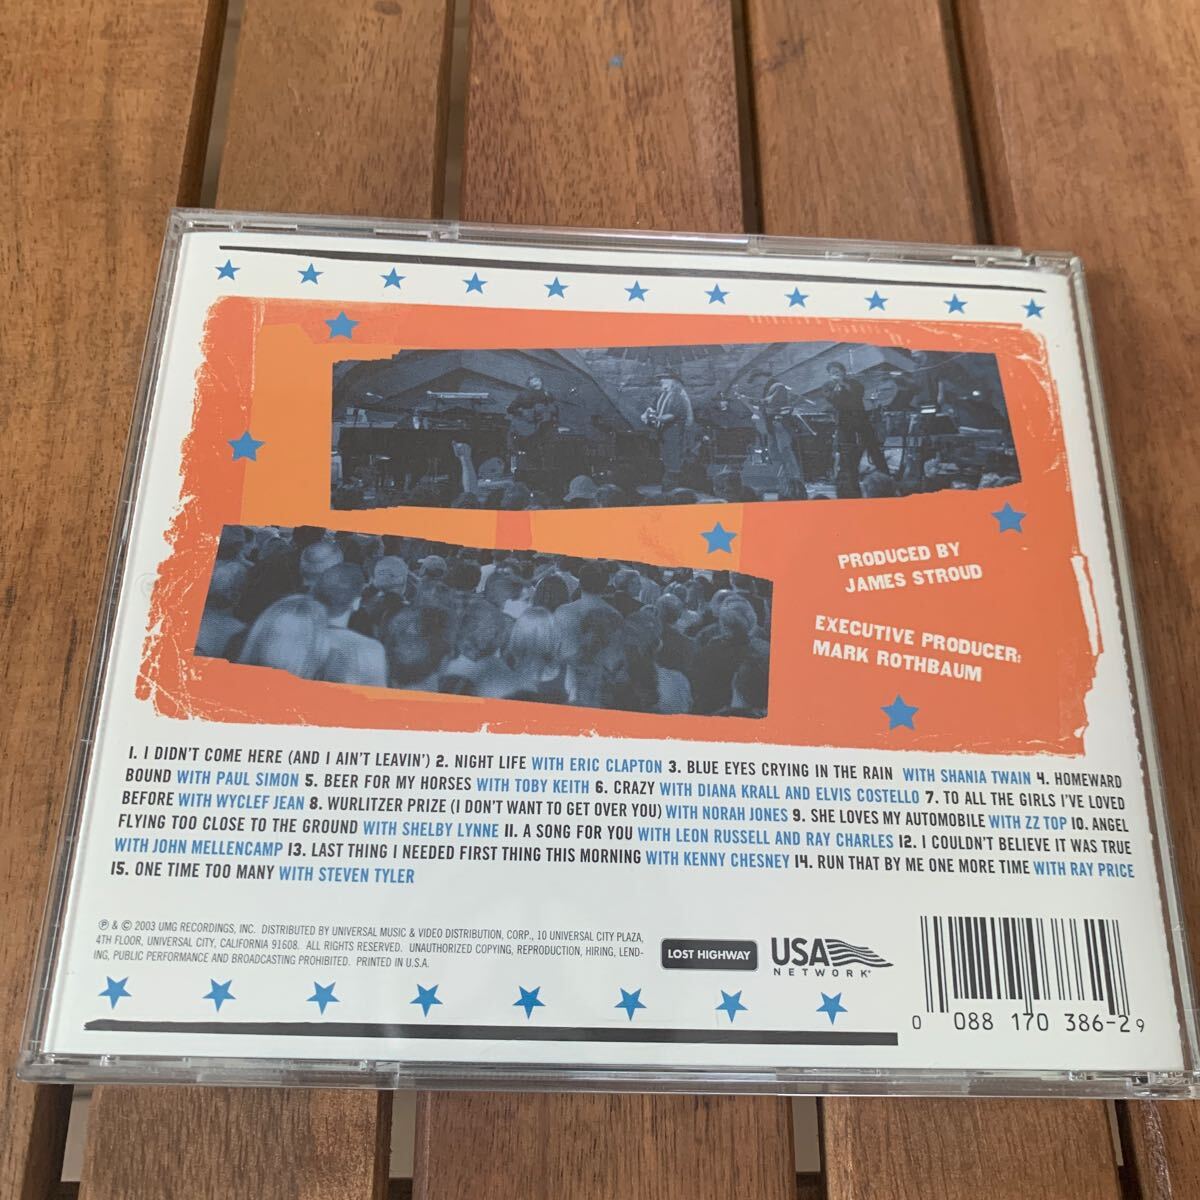 PRODUCED BY
JAMES STROUD
EXECUTIVE PRODUCER:
MARK ROTHBAUM
1. I DIDN'T COME HERE (AND I AIN'T LEAVIN') 2. NIGHT LIFE WITH ERIC CLAPTON 3. BLUE EYES CRYING IN THE RAIN WITH SHANIA TWAIN 4. HOMEWARD
BOUND WITH PAUL SIMON 5. BEER FOR MY HORSES WITH TOBY KEITH 6. CRAZY WITH DIANA KRALL AND ELVIS COSTELLO 7. TO ALL THE GIRLS I'VE LOVED
BEFORE WITH WYCLEF JEAN 8. WURLITZER PRIZE (I DON'T WANT TO GET OVER YOU) WITH NORAH JONES 9. SHE LOVES MY AUTOMOBILE WITH ZZ TOP 10. ANGEL
FLYING TOO CLOSE TO THE GROUND WITH SHELBY LYNNE 11. A SONG FOR YOU WITH LEON RUSSELL AND RAY CHARLES 12. I COULDN'T BELIEVE IT WAS TRUE
WITH JOHN MELLENCAMP 13. LAST THING I NEEDED FIRST THING THIS MORNING WITH KENNY CHESNEY 14. RUN THAT BY ME ONE MORE TIME WITH RAY PRICE
15. ONE TIME TOO MANY WITH STEVEN TYLER
℗ & © 2003 UMG RECORDINGS, INC. DISTRIBUTED BY UNIVERSAL MUSIC & VIDEO DISTRIBUTION, CORP., 10 UNIVERSAL CITY PLAZA,
4TH FLOOR, UNIVERSAL CITY, CALIFORNIA 91608. ALL RIGHTS RESERVED. UNAUTHORIZED COPYING, REPRODUCTION, HIRING, LEND-
ING, PUBLIC PERFORMANCE AND BROADCASTING PROHIBITED. PRINTED IN U.S.A.
LOST HIGHWAY
USA
NETWORK
0 088 170 386-2 9